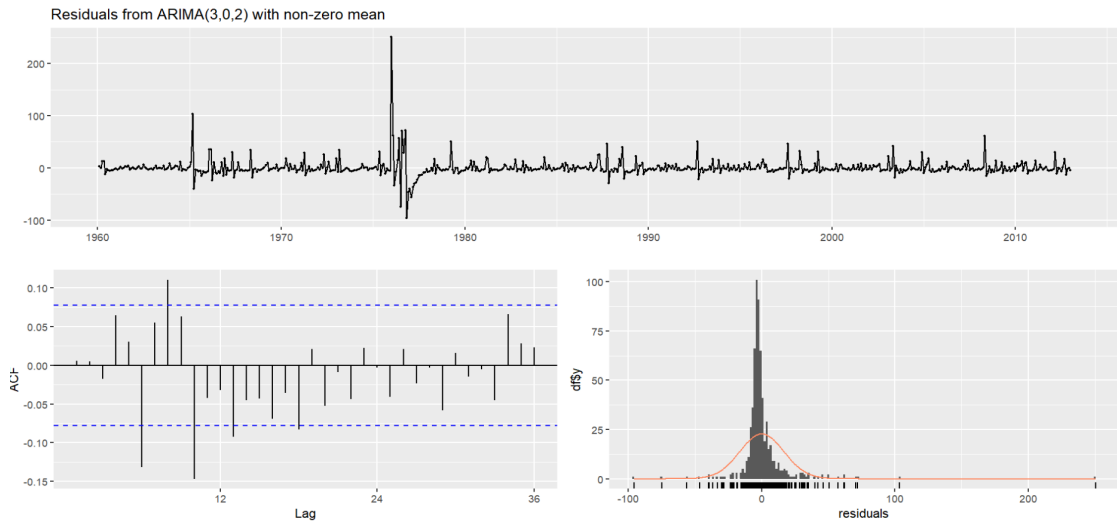 Residuals from ARIMA(3,0,2) with non-zero mean
200
100
0
-100
1960 1970 1980 1990 2000 2010
0.10
0.05
0.00
-0.05
-0.10
-0.15
ACF
12 24 36
Lag
100
75
50
25
0
df$y
-100 0 100 200
residuals